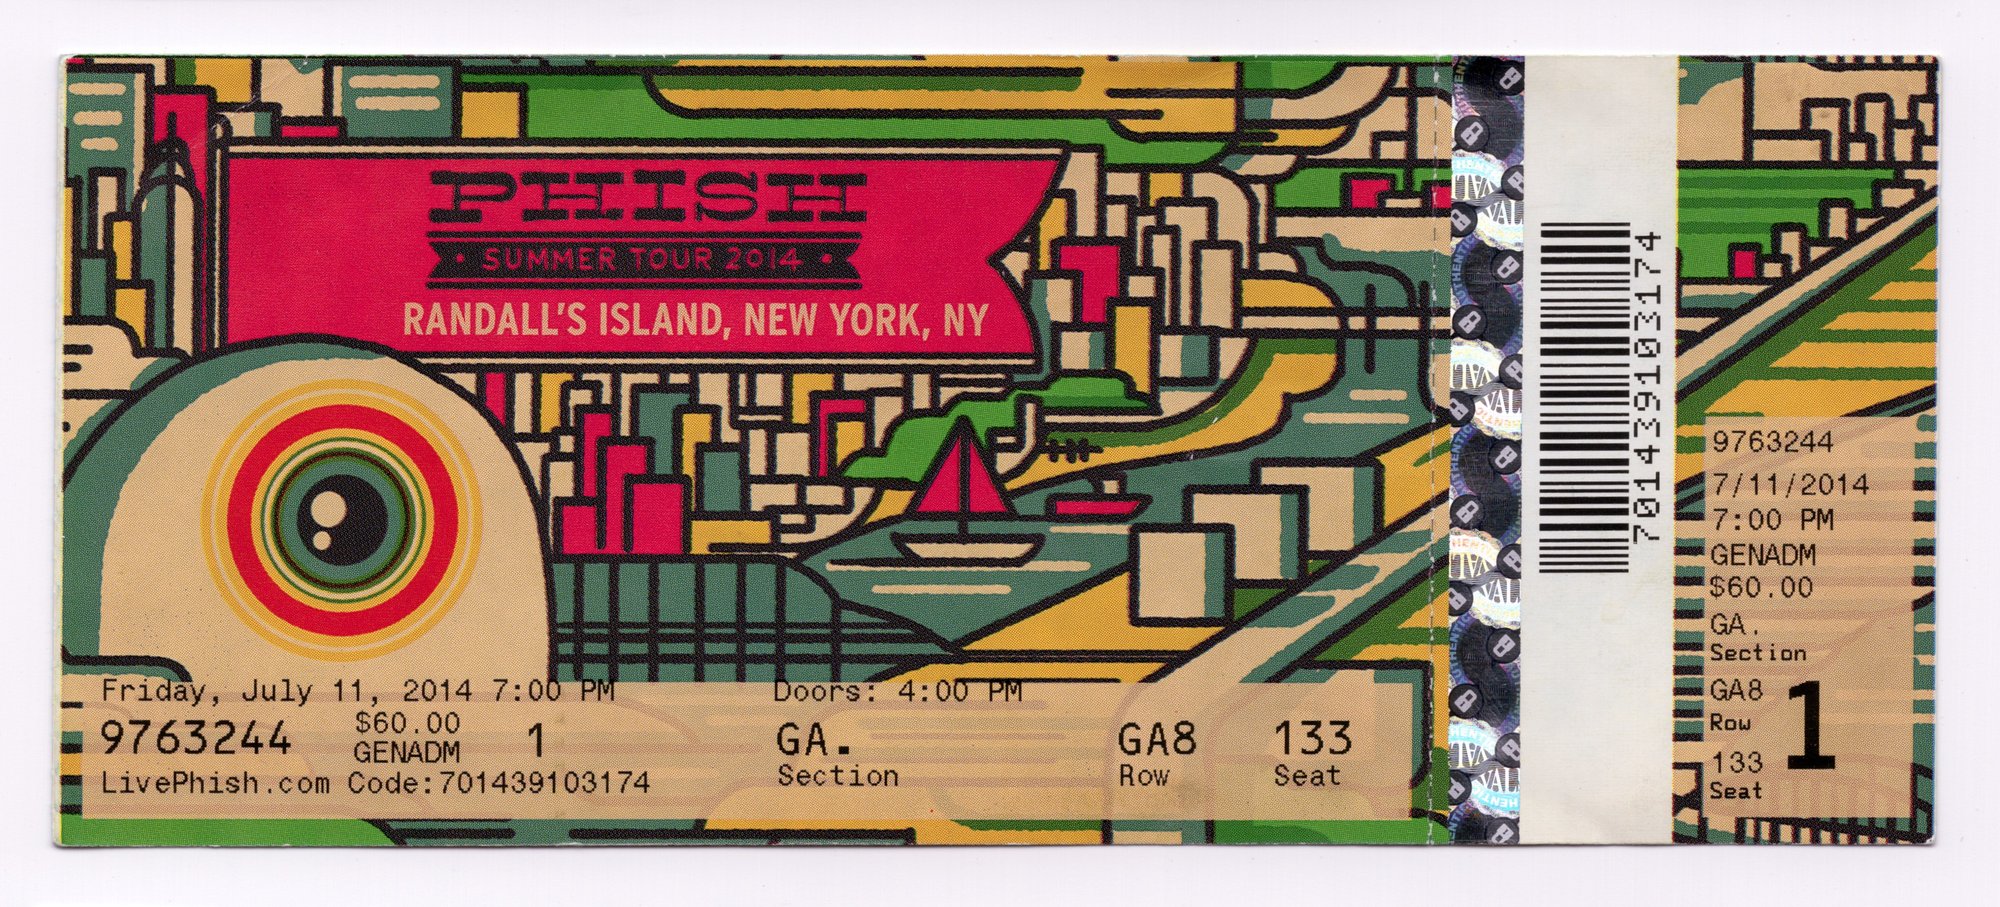 PHISH
· SUMMER TOUR 2014 ·
RANDALL'S ISLAND, NEW YORK, NY
Friday, July 11, 2014 7:00 PM
Doors: 4:00 PM
9763244
$60.00
GENADM
1
GA.
Section
GA8
Row
133
Seat
LivePhish.com Code:701439103174
701439103174
9763244
7/11/2014
7:00 PM
GENADM
$60.00
GA.
Section
GA8
Row
133
Seat
1